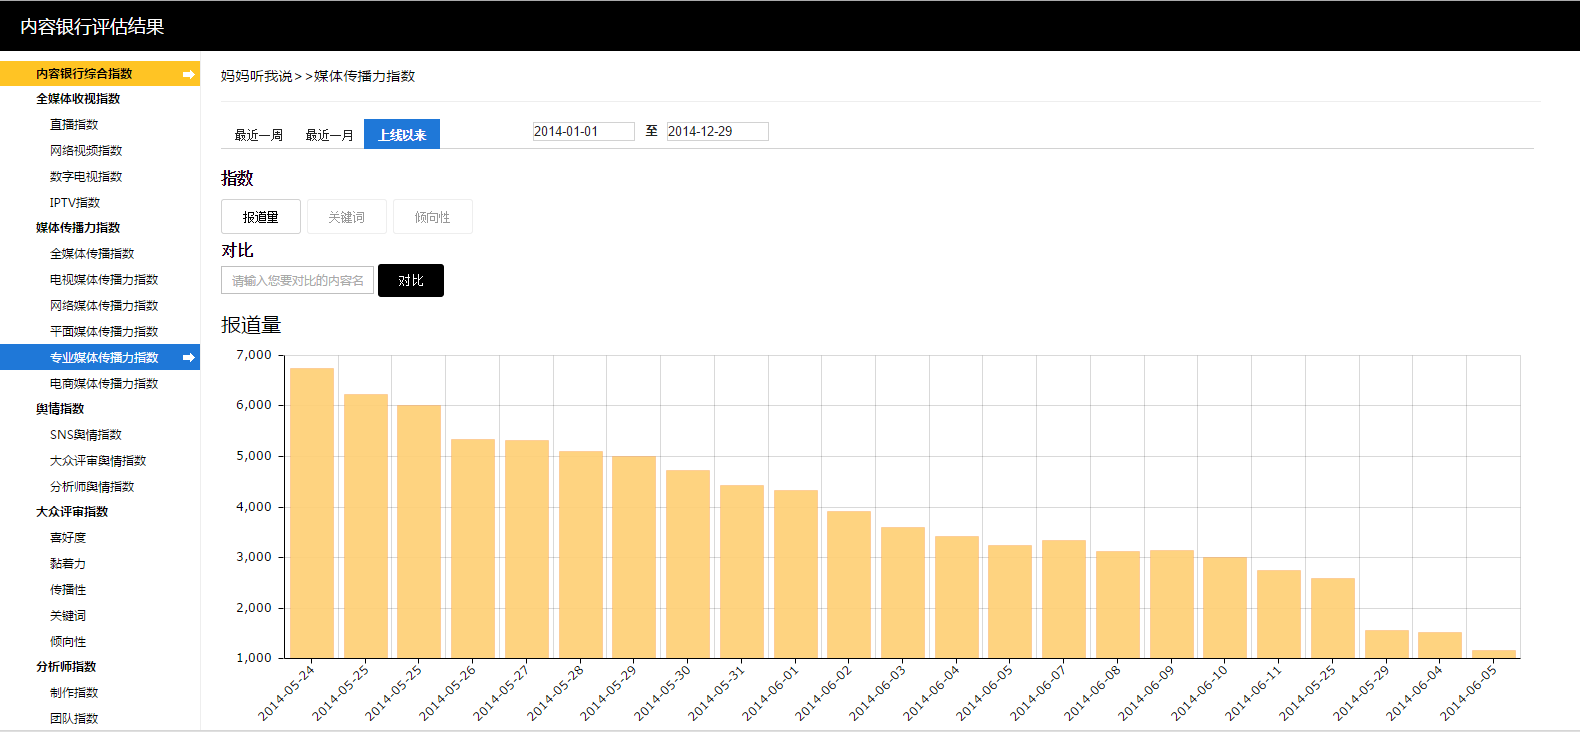 内容银行评估结果
内容银行综合指数
全媒体收视指数
直播指数
网络视频指数
数字电视指数
IPTV指数
媒体传播力指数
全媒体传播指数
电视媒体传播力指数
网络媒体传播力指数
平面媒体传播力指数
专业媒体传播力指数
电商媒体传播力指数
舆情指数
SNS舆情指数
大众评审舆情指数
分析师舆情指数
大众评审指数
喜好度
黏着力
传播性
关键词
倾向性
分析师指数
制作指数
团队指数
妈妈听我说>>媒体传播力指数
最近一周 最近一月 上线以来 2014-01-01 至 2014-12-29
指数
报道量 关键词 倾向性
对比
请输入您要对比的内容名 对比
报道量
7,000
6,000
5,000
4,000
3,000
2,000
1,000
2014-05-24 2014-05-25 2014-05-25 2014-05-26 2014-05-27 2014-05-28 2014-05-29 2014-05-30 2014-05-31 2014-06-01 2014-06-02 2014-06-03 2014-06-04 2014-06-05 2014-06-07 2014-06-08 2014-06-09 2014-06-10 2014-06-11 2014-05-25 2014-05-29 2014-06-04 2014-06-05